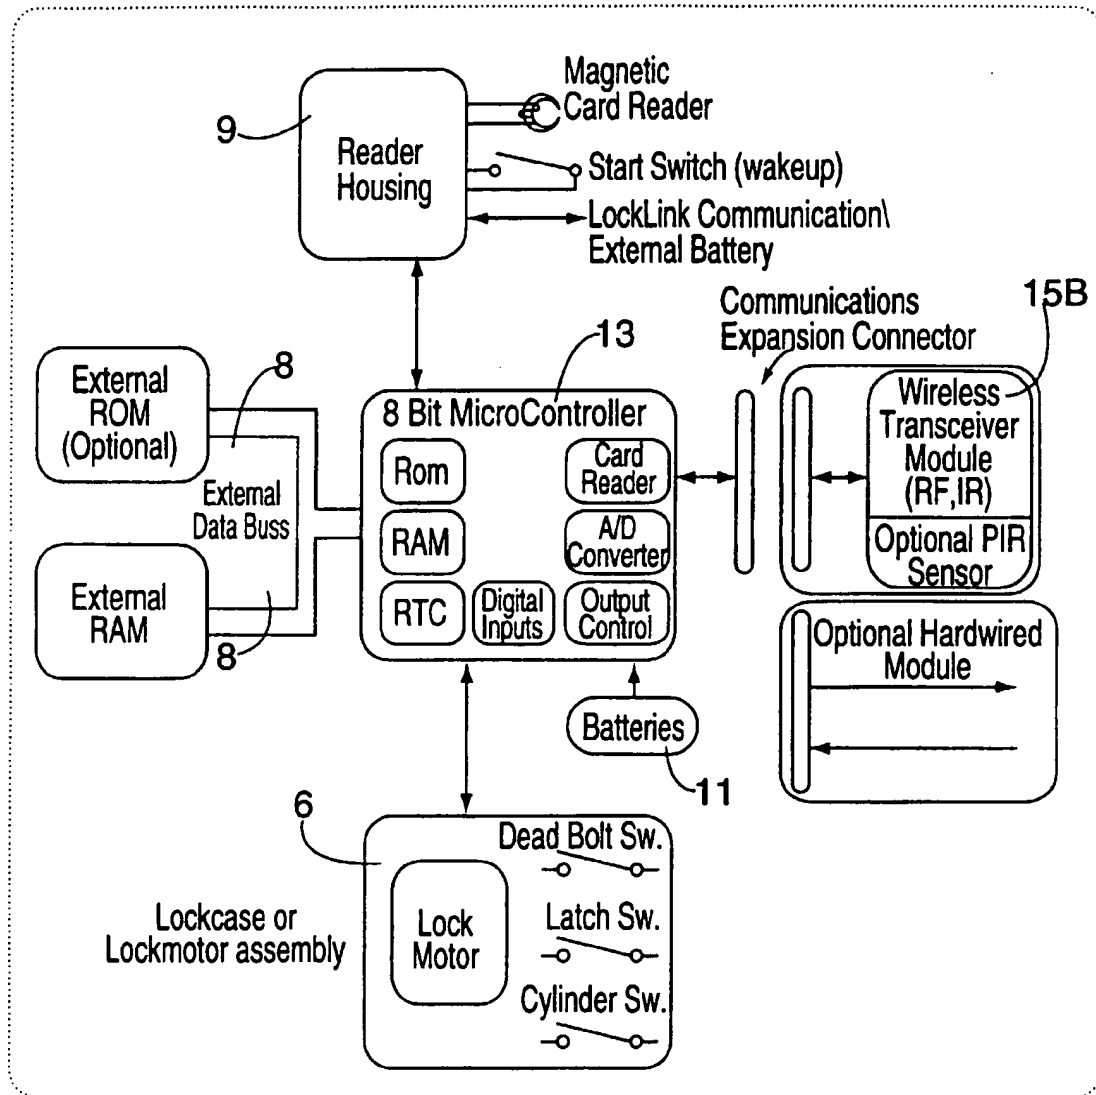 Magnetic
Card Reader
9
Reader
Housing
Start Switch (wakeup)
LockLink Communication\
External Battery
Communications
Expansion Connector
15B
13
External
ROM
(Optional)
8
8 Bit MicroController
Rom
Card
Reader
Wireless
Transceiver
Module
(RF,IR)
External
Data Buss
RAM
A/D
Converter
Optional PIR
Sensor
External
RAM
8
RTC
Digital
Inputs
Output
Control
Optional Hardwired
Module
Batteries
11
6
Dead Bolt Sw.
Lockcase or
Lockmotor assembly
Lock
Motor
Latch Sw.
Cylinder Sw.